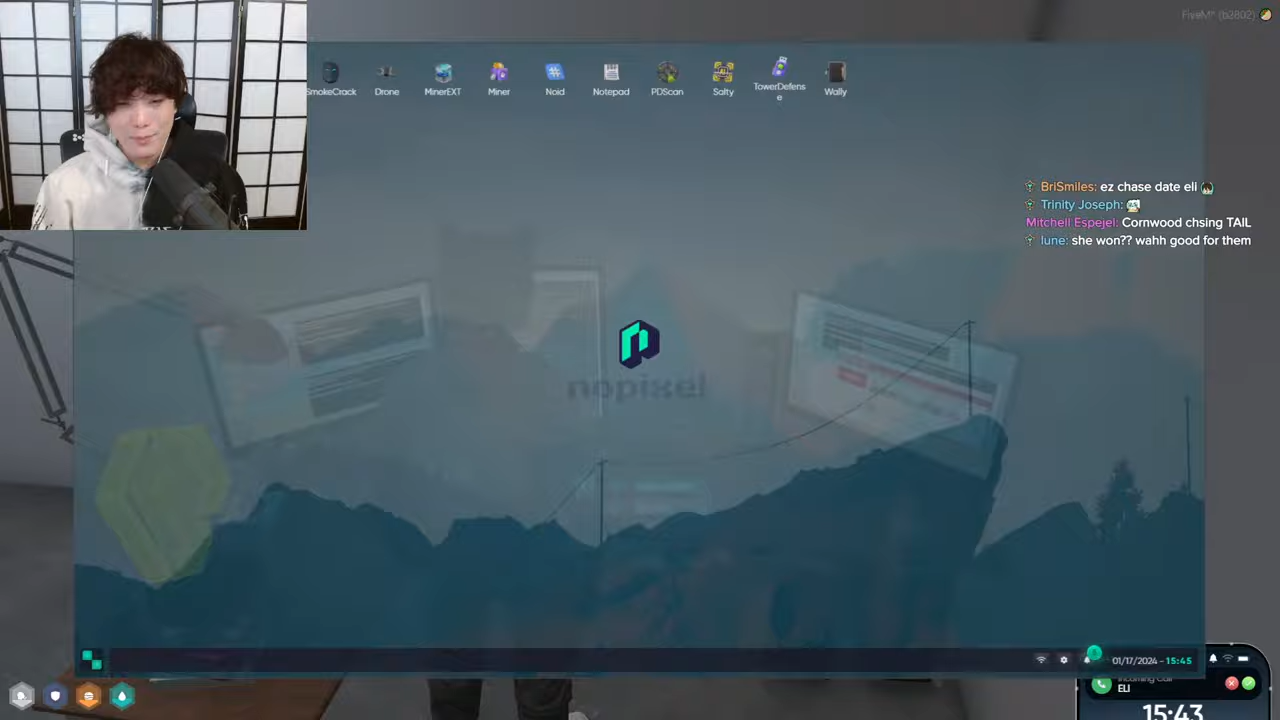 FiveM® (b2802)
SmokeCrack
Drone
MinerEXT
Miner
Noid
Notepad
PDScan
Salty
TowerDefens
e
Wally
BriSmiles: ez chase date eli
Trinity Joseph:
Mitchell Espejel: Cornwood chsing TAIL
lune: she won?? wahh good for them
nopixel
01/17/2024 - 15:45
Incoming Call
ELI
15:43